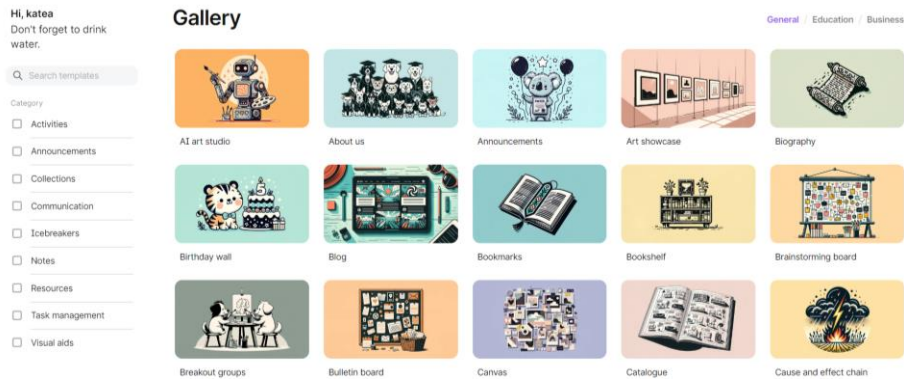 Hi, katea
Don't forget to drink
water.
Search templates
Category
Activities
Announcements
Collections
Communication
Icebreakers
Notes
Resources
Task management
Visual aids
Gallery
General / Education / Business
AI art studio
About us
Announcements
Art showcase
Biography
5
Birthday wall
Blog
Bookmarks
Bookshelf
Brainstorming board
Breakout groups
Bulletin board
Canvas
Catalogue
Cause and effect chain